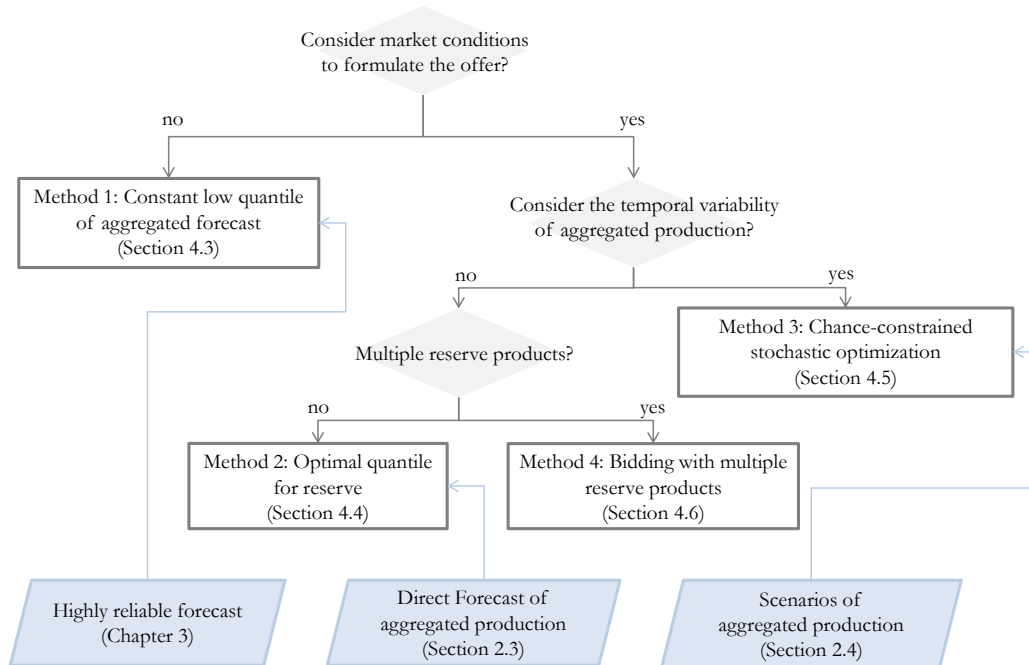 Consider market conditions
to formulate the offer?
no
yes
Method 1: Constant low quantile
of aggregated forecast
(Section 4.3)
Consider the temporal variability
of aggregated production?
no
yes
Multiple reserve products?
Method 3: Chance-constrained
stochastic optimization
(Section 4.5)
no
yes
Method 2: Optimal quantile
for reserve
(Section 4.4)
Method 4: Bidding with multiple
reserve products
(Section 4.6)
Highly reliable forecast
(Chapter 3)
Direct Forecast of
aggregated production
(Section 2.3)
Scenarios of
aggregated production
(Section 2.4)